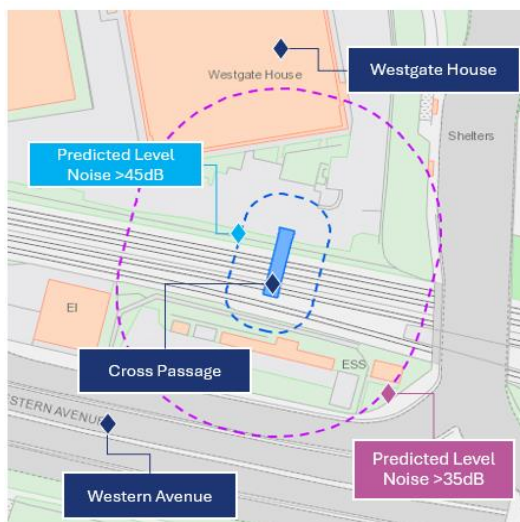 Westgate House
Westgate House
Shelters
Predicted Level
Noise >45dB
EI
Cross Passage
ESS
STERN AVENUE
Predicted Level
Noise >35dB
Western Avenue